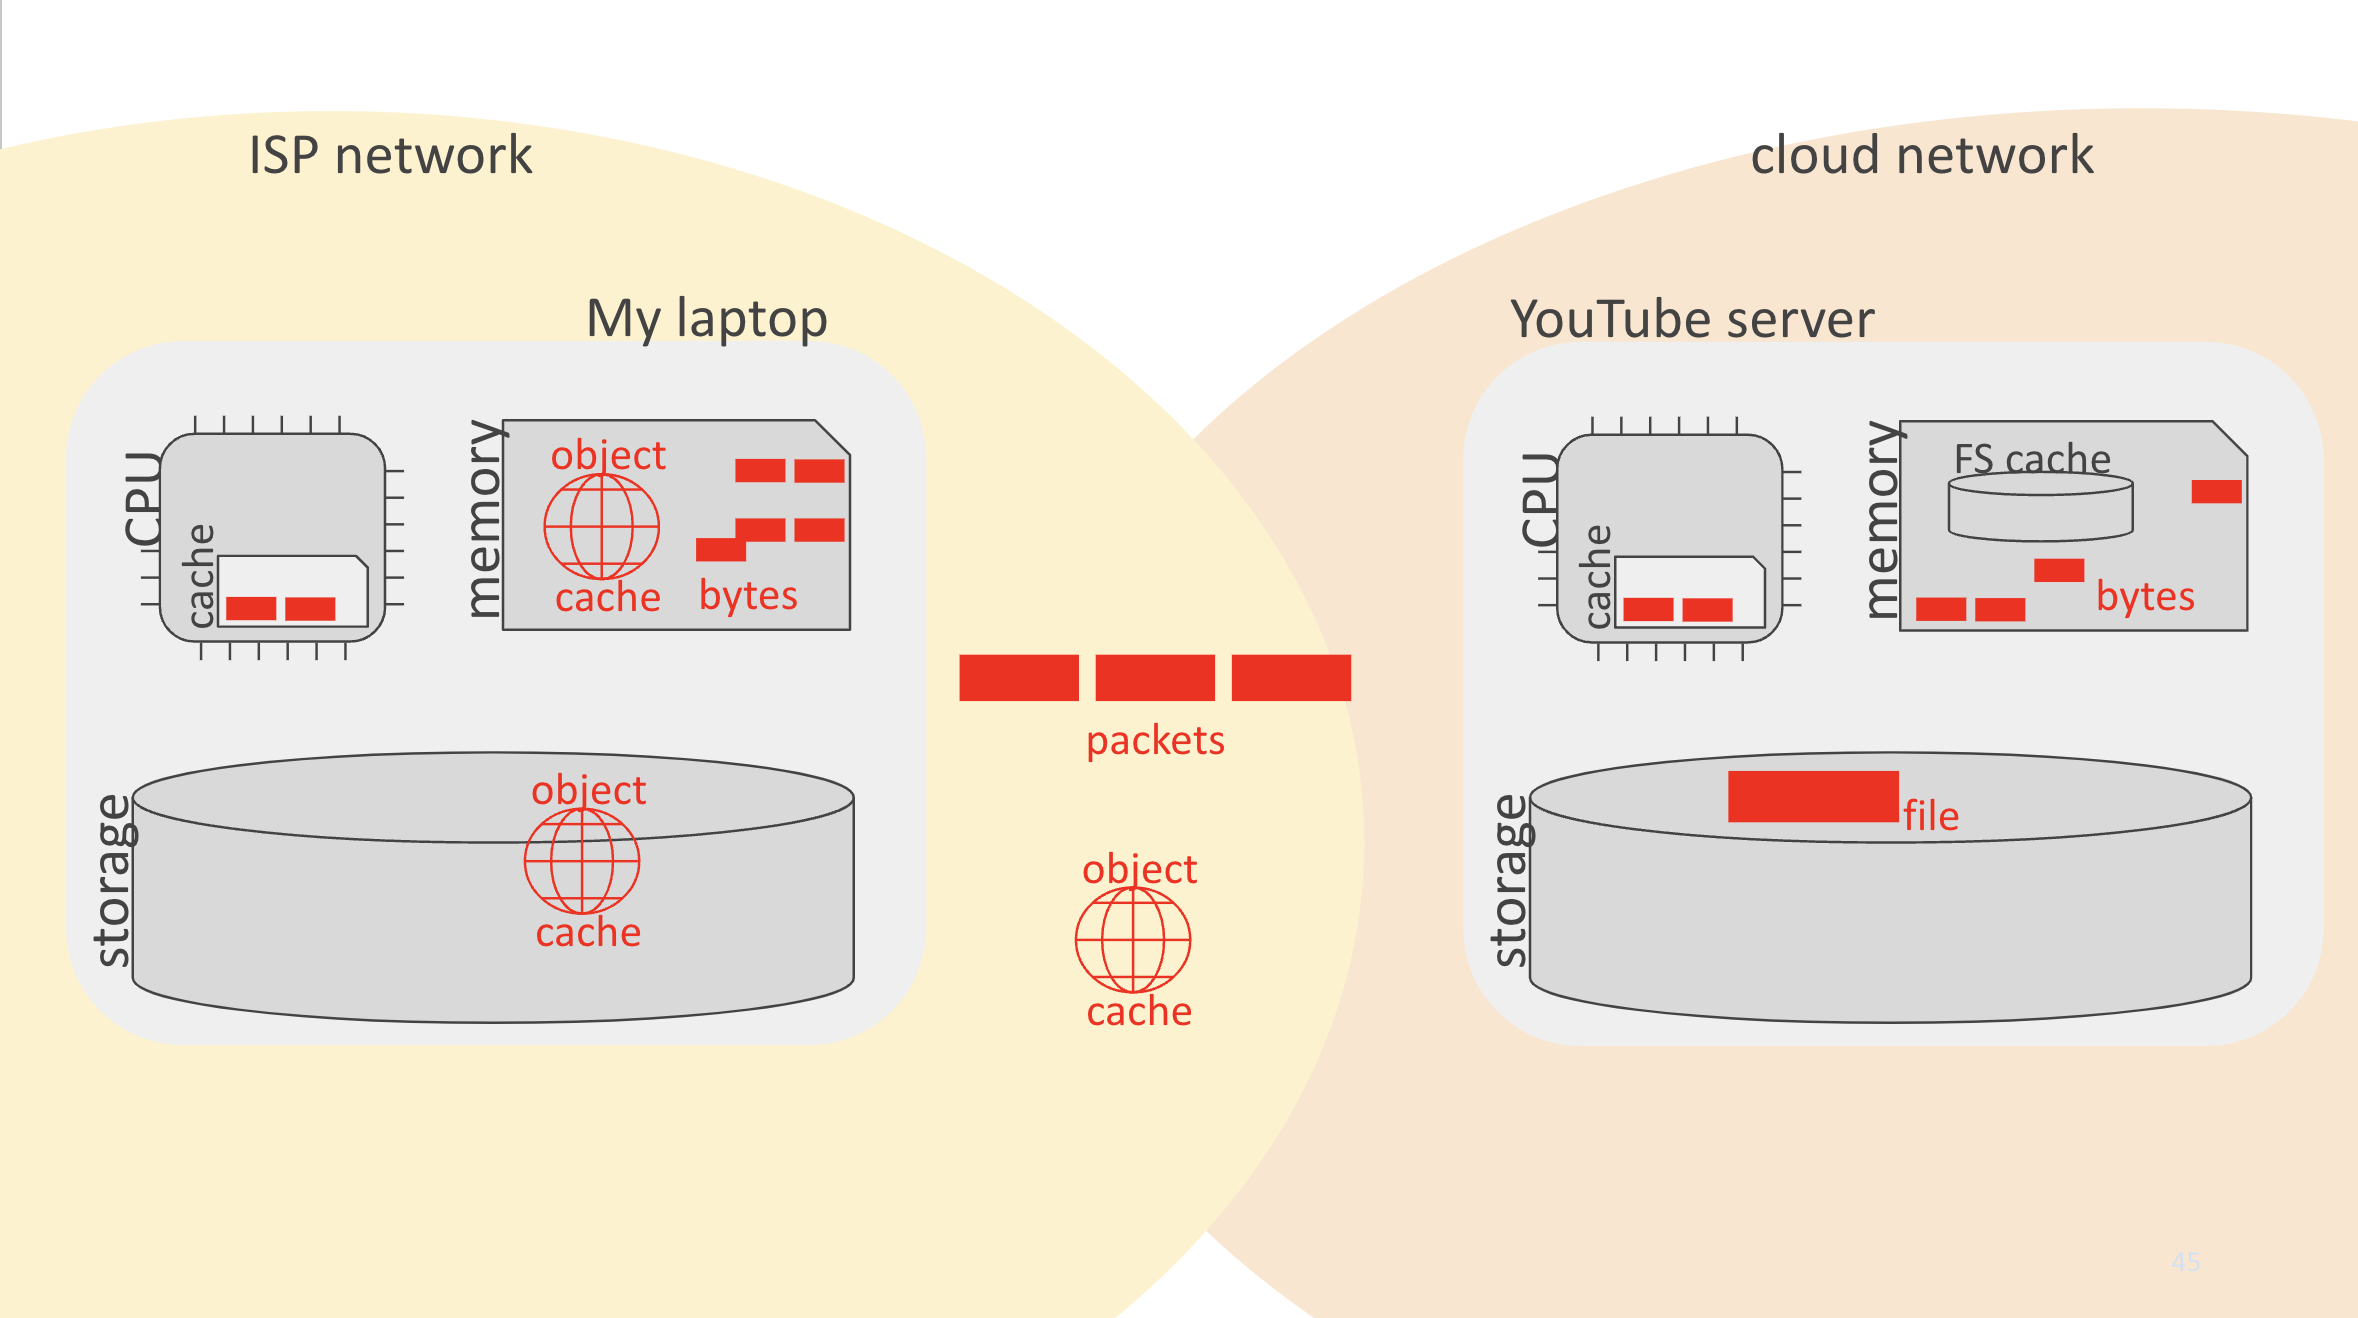 ISP network
cloud network
My laptop
YouTube server
CPU
cache
memory
object
cache
bytes
storage
object
cache
packets
object
cache
CPU
cache
memory
FS cache
bytes
storage
file
45